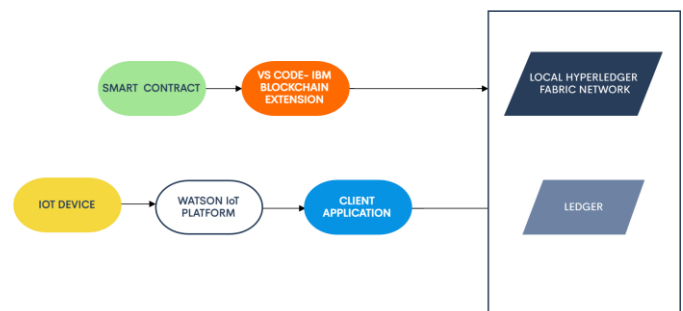 SMART CONTRACT
VS CODE- IBM
BLOCKCHAIN
EXTENSION
LOCAL HYPERLEDGER
FABRIC NETWORK
IOT DEVICE
WATSON IoT
PLATFORM
CLIENT
APPLICATION
LEDGER